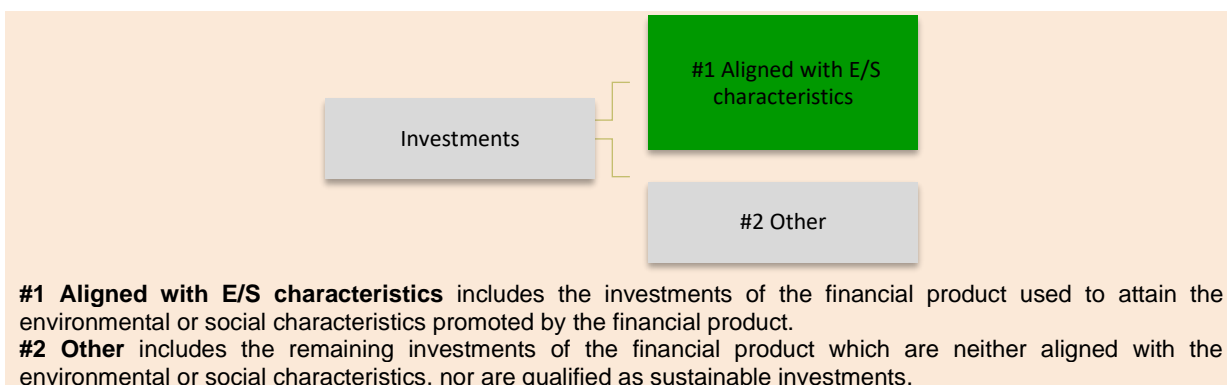 #1 Aligned with E/S
characteristics
Investments
#2 Other
#1 Aligned with E/S characteristics includes the investments of the financial product used to attain the
environmental or social characteristics promoted by the financial product.
#2 Other includes the remaining investments of the financial product which are neither aligned with the
environmental or social characteristics, nor are qualified as sustainable investments.